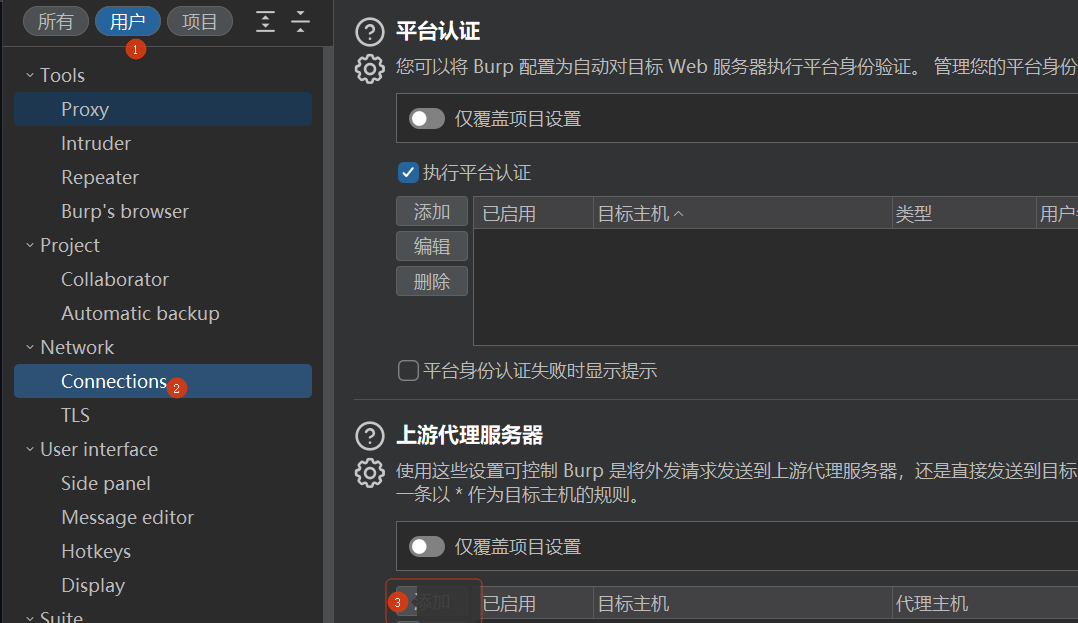 所有 用户 项目
1
Tools
Proxy
Intruder
Repeater
Burp's browser
Project
Collaborator
Automatic backup
Network
Connections 2
TLS
User interface
Side panel
Message editor
Hotkeys
Display
Suite
平台认证
您可以将 Burp 配置为自动对目标 Web 服务器执行平台身份验证。 管理您的平台身份
仅覆盖项目设置
执行平台认证
添加 已启用 目标主机 类型 用户
编辑
删除
平台身份认证失败时显示提示
上游代理服务器
使用这些设置可控制 Burp 是将外发请求发送到上游代理服务器，还是直接发送到目标
一条以 * 作为目标主机的规则。
仅覆盖项目设置
3 添加 已启用 目标主机 代理主机